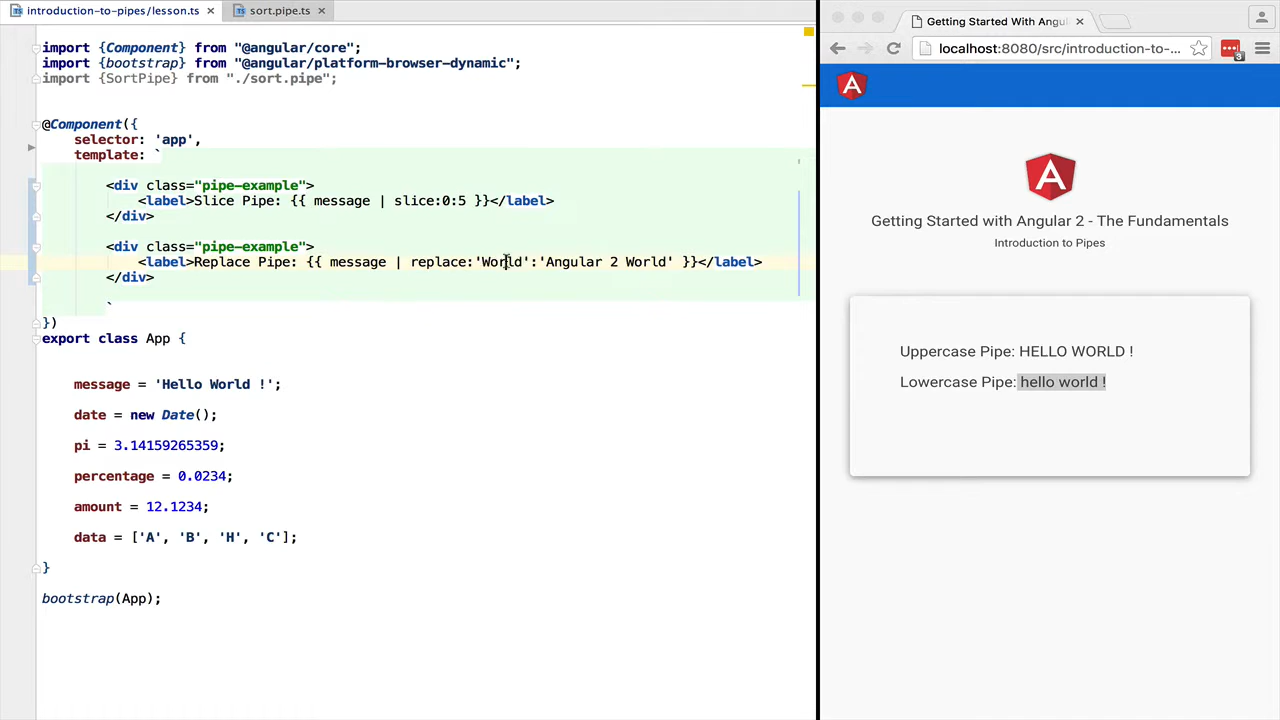 introduction-to-pipes/lesson.ts
sort.pipe.ts
import {Component} from "@angular/core";
import {bootstrap} from "@angular/platform-browser-dynamic";
import {SortPipe} from "./sort.pipe";
@Component({
selector: 'app',
template: `
<div class="pipe-example">
<label>Slice Pipe: {{ message | slice:0:5 }}</label>
</div>
<div class="pipe-example">
<label>Replace Pipe: {{ message | replace:'World':'Angular 2 World' }}</label>
</div>
`
})
export class App {
message = 'Hello World !';
date = new Date();
pi = 3.14159265359;
percentage = 0.0234;
amount = 12.1234;
data = ['A', 'B', 'H', 'C'];
}
bootstrap(App);
Getting Started With Angul
localhost:8080/src/introduction-to-...
3
A
A
Getting Started with Angular 2 - The Fundamentals
Introduction to Pipes
Uppercase Pipe: HELLO WORLD !
Lowercase Pipe: hello world !